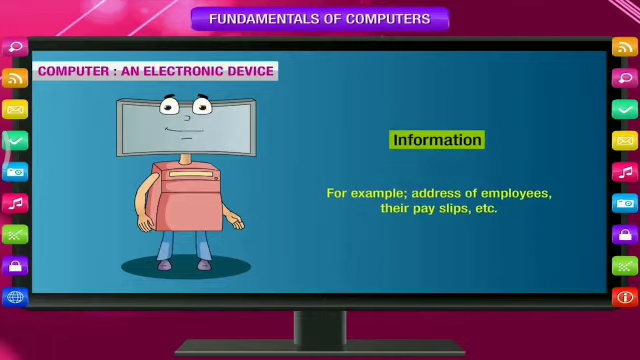 FUNDAMENTALS OF COMPUTERS
COMPUTER : AN ELECTRONIC DEVICE
Information
For example; address of employees,
their pay slips, etc.